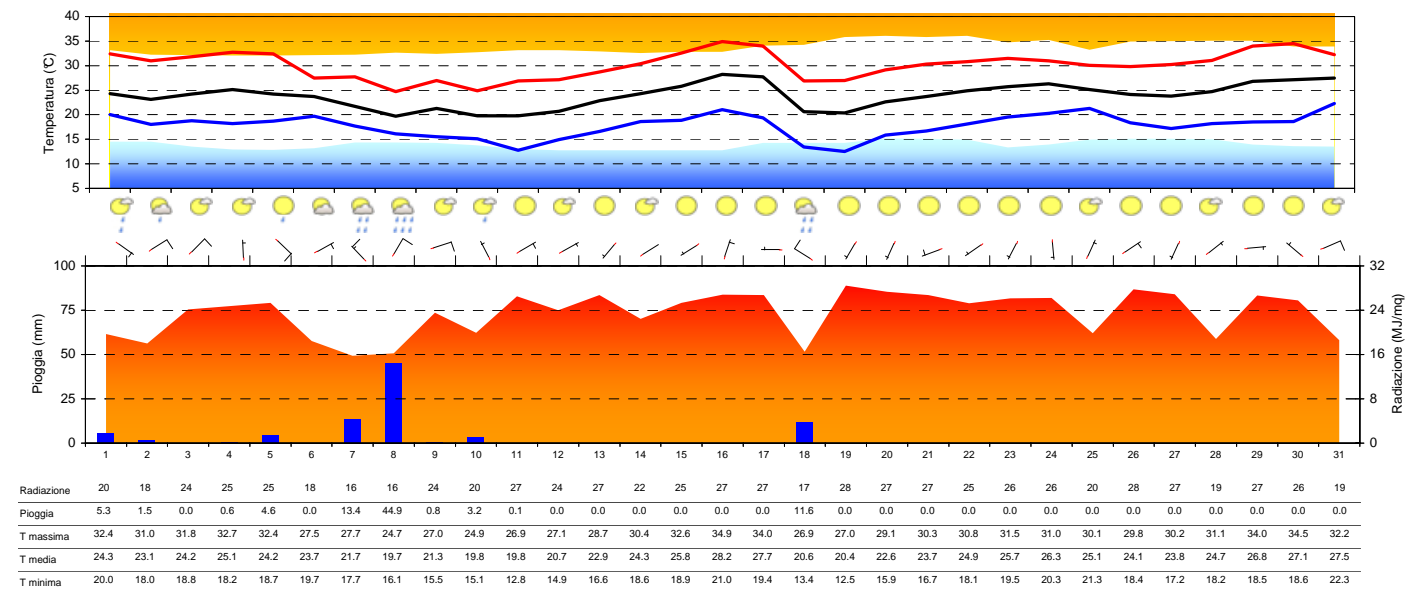 40
35
30
25
20
15
10
5
Temperatura (°C)
100
75
50
25
0
Pioggia (mm)
32
24
16
8
0
Radiazione (MJ/mq)
1 2 3 4 5 6 7 8 9 10 11 12 13 14 15 16 17 18 19 20 21 22 23 24 25 26 27 28 29 30 31
Radiazione 20 18 24 25 25 18 16 16 24 20 27 24 27 22 25 27 27 17 28 27 27 25 26 26 20 28 27 19 27 26 19
Pioggia 5.3 1.5 0.0 0.6 4.6 0.0 13.4 44.9 0.8 3.2 0.1 0.0 0.0 0.0 0.0 0.0 0.0 11.6 0.0 0.0 0.0 0.0 0.0 0.0 0.0 0.0 0.0 0.0 0.0 0.0 0.0
T massima 32.4 31.0 31.8 32.7 32.4 27.5 27.7 24.7 27.0 24.9 26.9 27.1 28.7 30.4 32.6 34.9 34.0 26.9 27.0 29.1 30.3 30.8 31.5 31.0 30.1 29.8 30.2 31.1 34.0 34.5 32.2
T media 24.3 23.1 24.2 25.1 24.2 23.7 21.7 19.7 21.3 19.8 19.8 20.7 22.9 24.3 25.8 28.2 27.7 20.6 20.4 22.6 23.7 24.9 25.7 26.3 25.1 24.1 23.8 24.7 26.8 27.1 27.5
T minima 20.0 18.0 18.8 18.2 18.7 19.7 17.7 16.1 15.5 15.1 12.8 14.9 16.6 18.6 18.9 21.0 19.4 13.4 12.5 15.9 16.7 18.1 19.5 20.3 21.3 18.4 17.2 18.2 18.5 18.6 22.3